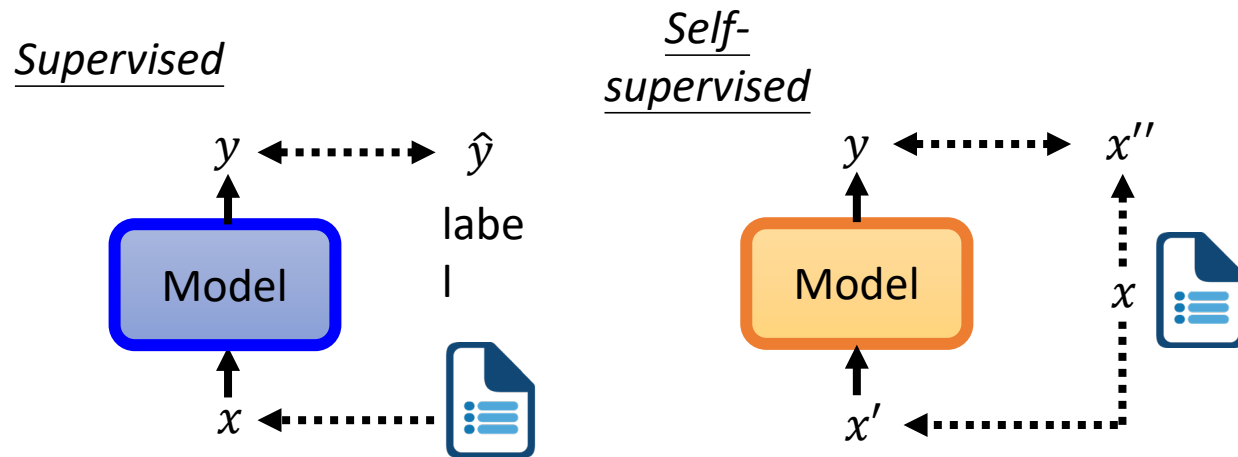 Supervised
y
ŷ
labe
l
Model
x
Self-
supervised
y
x′′
Model
x
x′